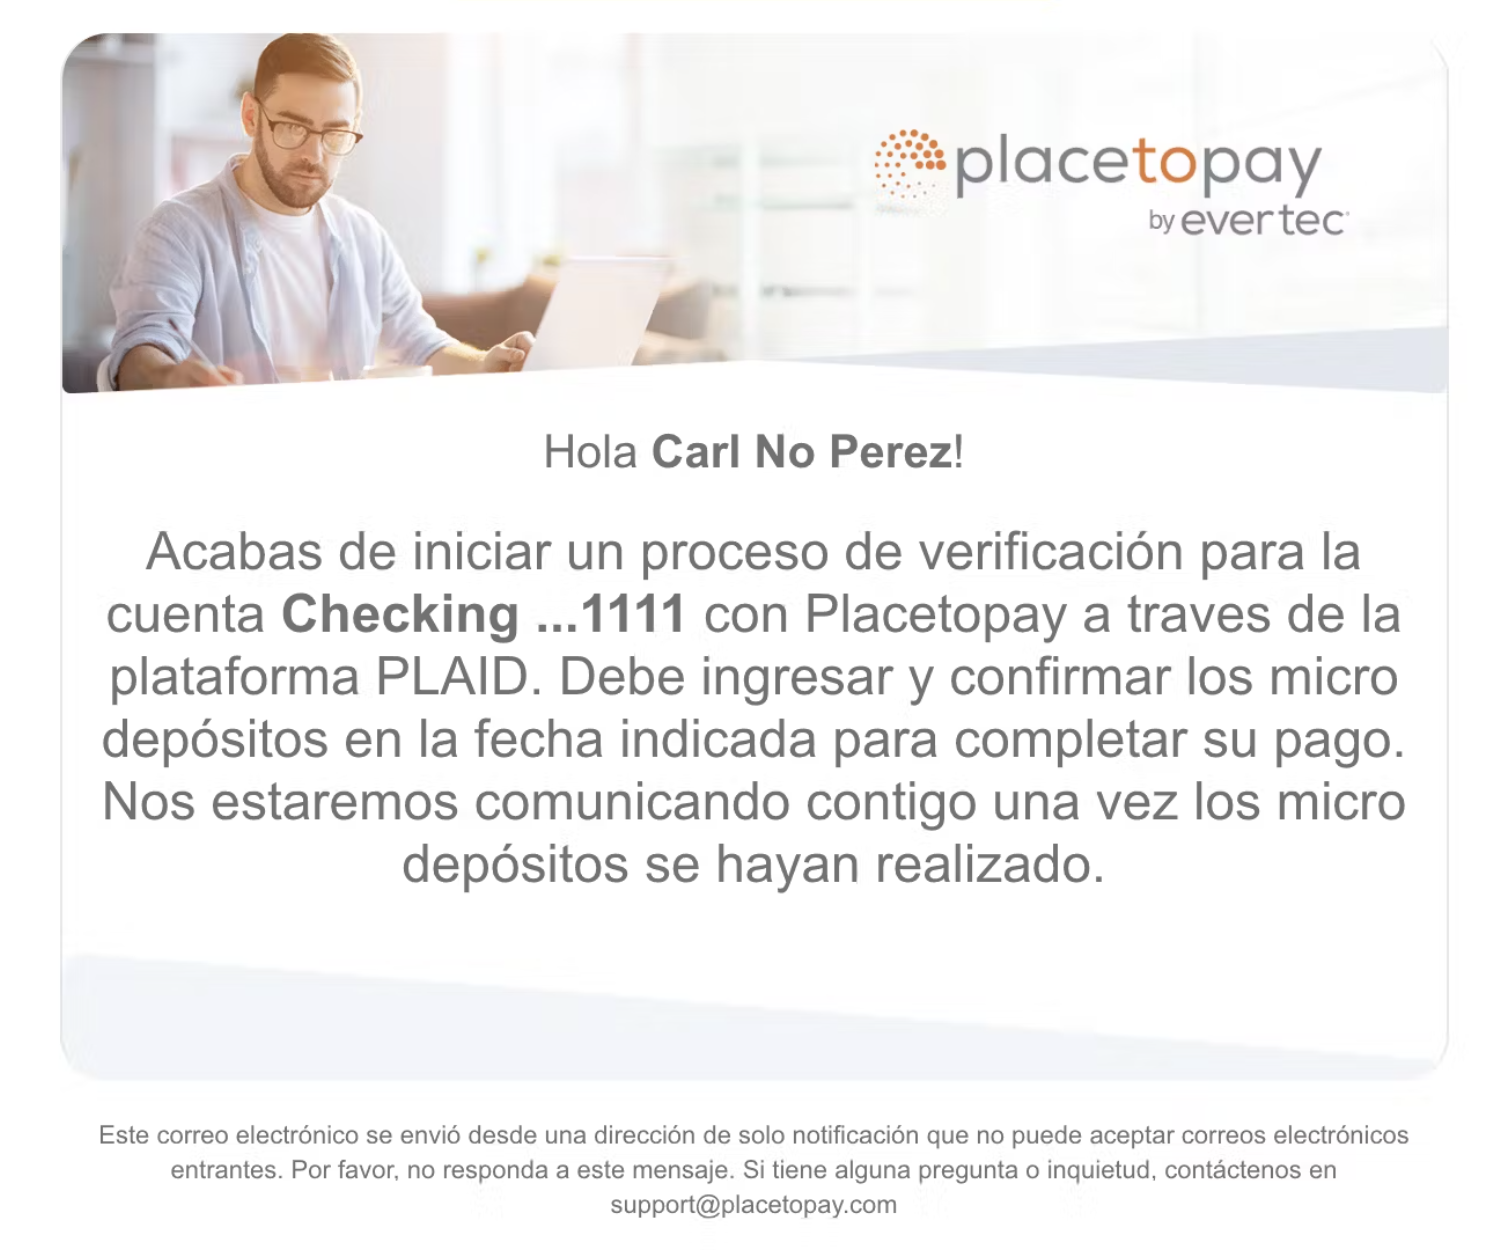 placetopay
by evertec
Hola Carl No Perez!
Acabas de iniciar un proceso de verificación para la
cuenta Checking ...1111 con Placetopay a traves de la
plataforma PLAID. Debe ingresar y confirmar los micro
depósitos en la fecha indicada para completar su pago.
Nos estaremos comunicando contigo una vez los micro
depósitos se hayan realizado.
Este correo electrónico se envió desde una dirección de solo notificación que no puede aceptar correos electrónicos
entrantes. Por favor, no responda a este mensaje. Si tiene alguna pregunta o inquietud, contáctenos en
support@placetopay.com